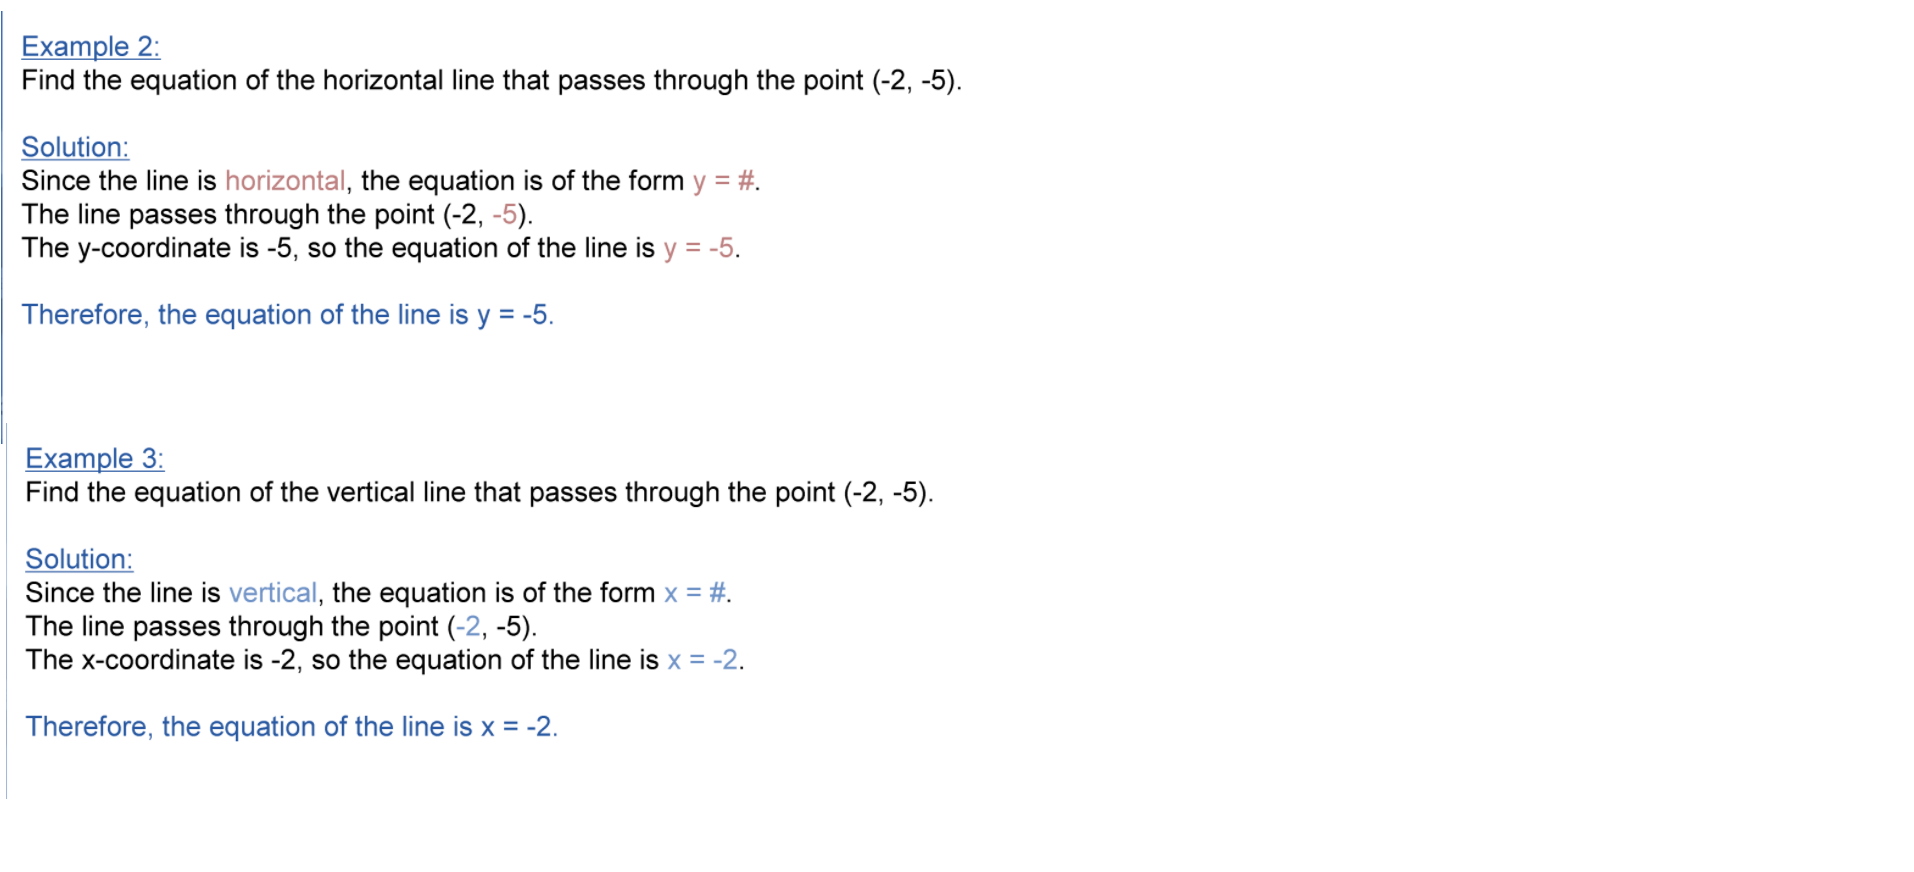 Example 2:
Find the equation of the horizontal line that passes through the point (-2, -5).
Solution:
Since the line is horizontal, the equation is of the form y = #.
The line passes through the point (-2, -5).
The y-coordinate is -5, so the equation of the line is y = -5.
Therefore, the equation of the line is y = -5.
Example 3:
Find the equation of the vertical line that passes through the point (-2, -5).
Solution:
Since the line is vertical, the equation is of the form x = #.
The line passes through the point (-2, -5).
The x-coordinate is -2, so the equation of the line is x = -2.
Therefore, the equation of the line is x = -2.